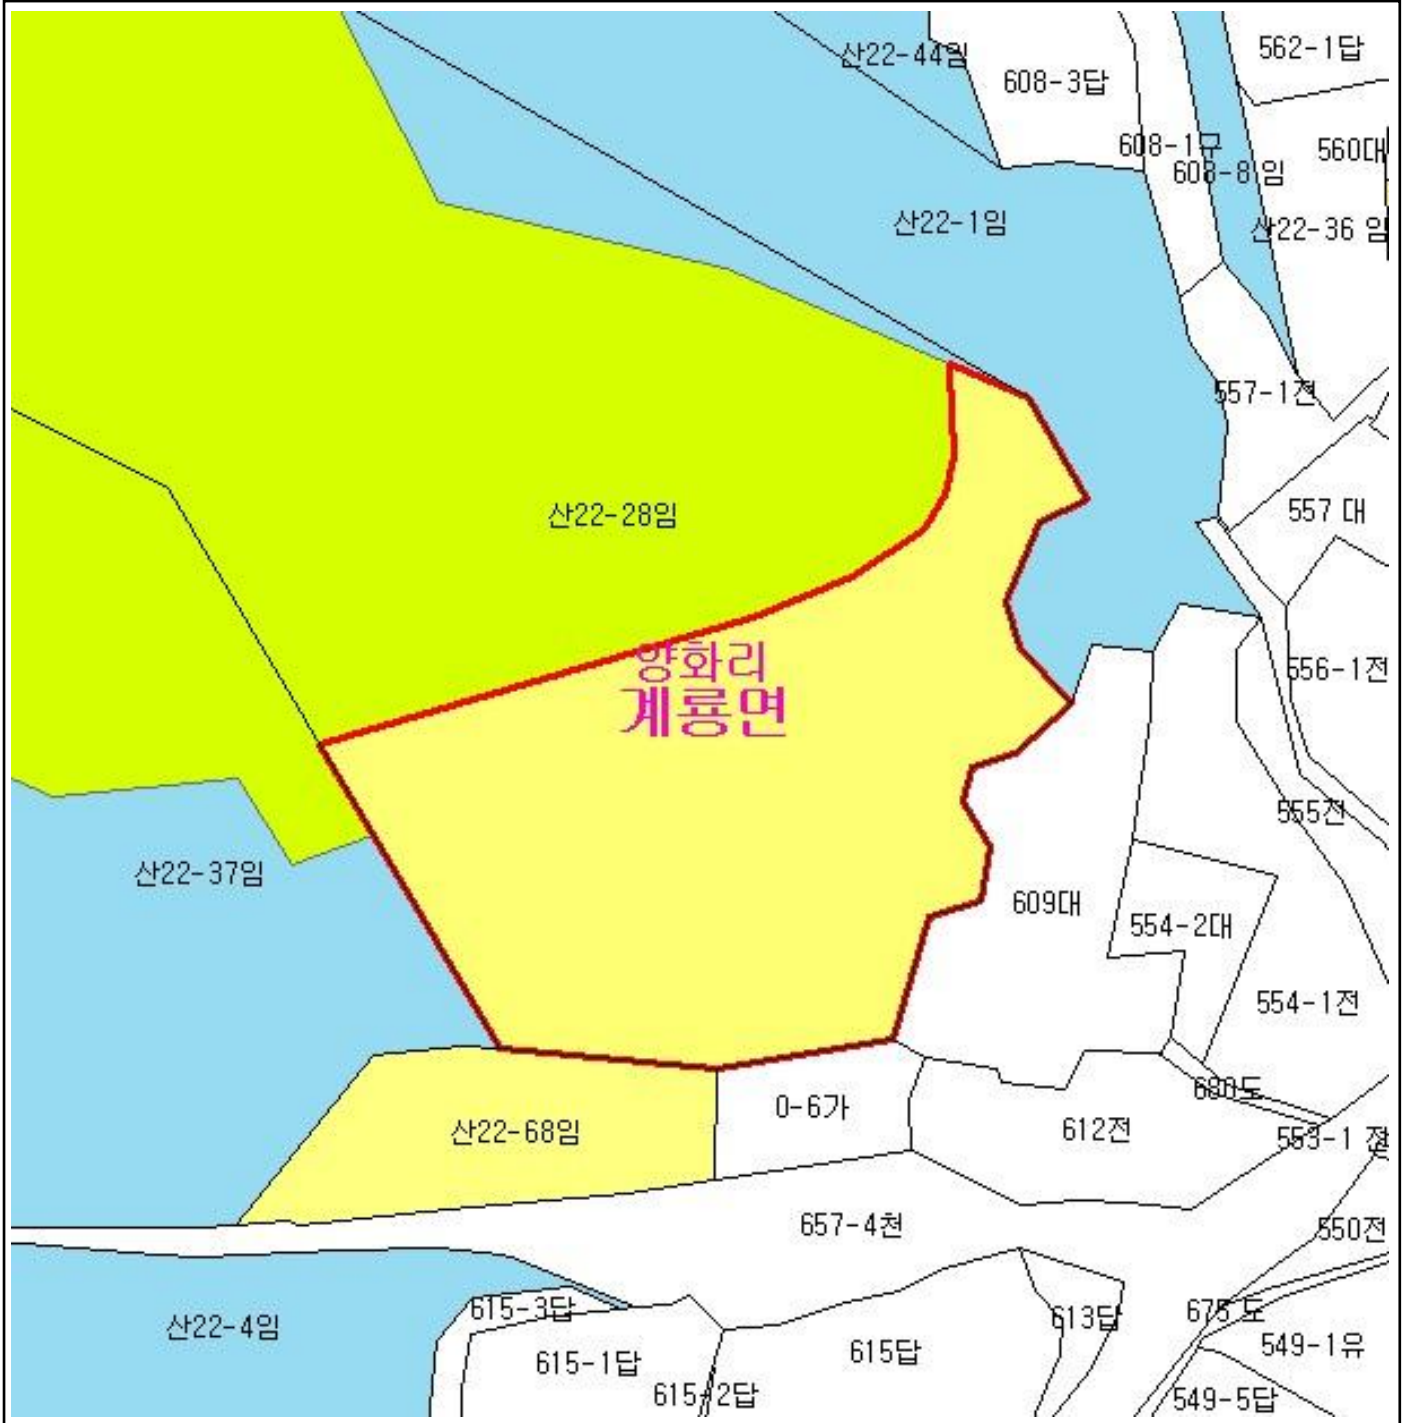 562-1답
산22-44임
608-3답
608-1구
560대
608-8임
산22-1임
산22-36 임
557-1전
산22-28임
557 대
양화리
556-1전
계룡면
555전
산22-37임
609대
554-2대
554-1전
680도
0-6가
산22-68임
612전
553-1 전
657-4천
550전
615-3답
675 도
613답
산22-4임
549-1유
615-1답
615답
615-2답
549-5답